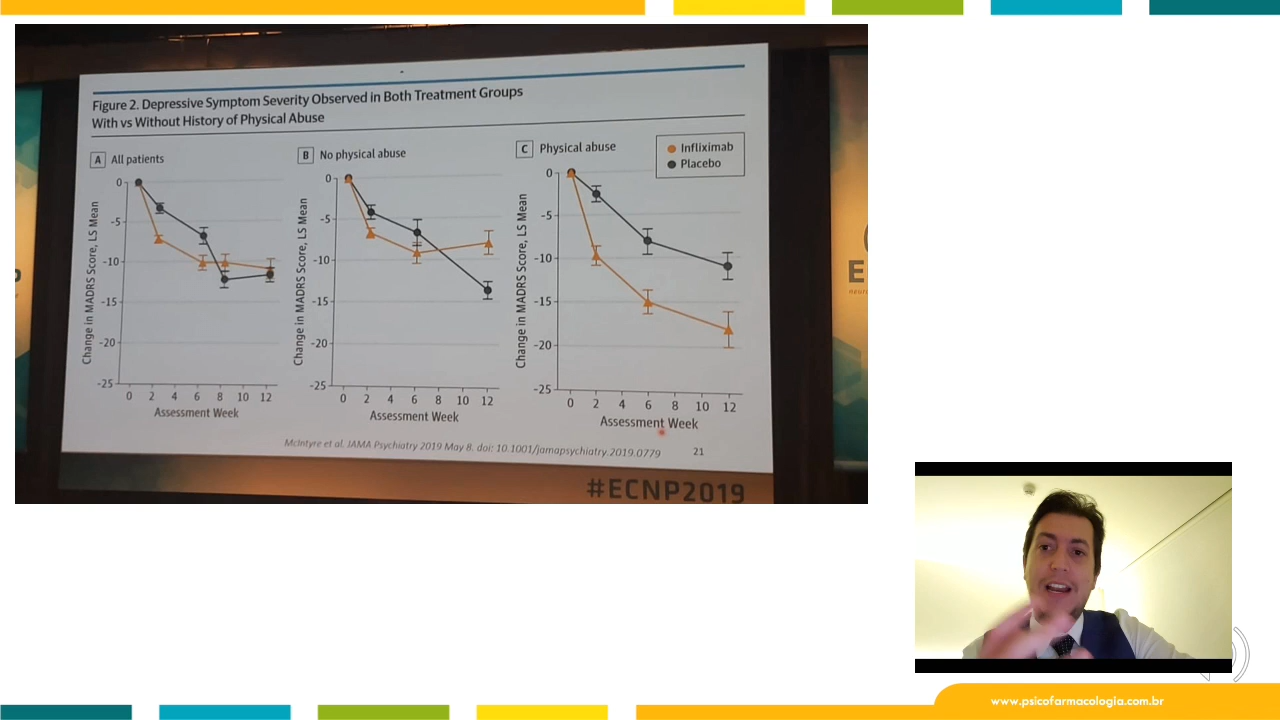 Figure 2. Depressive Symptom Severity Observed in Both Treatment Groups
With vs Without History of Physical Abuse
A All patients
Change in MADRS Score, LS Mean
0
-5
-10
-15
-20
-25
0 2 4 6 8 10 12
Assessment Week
B No physical abuse
Change in MADRS Score, LS Mean
0
-5
-10
-15
-20
-25
0 2 4 6 8 10 12
Assessment Week
C Physical abuse
Infliximab
Placebo
Change in MADRS Score, LS Mean
0
-5
-10
-15
-20
-25
0 2 4 6 8 10 12
Assessment Week
McIntyre et al. JAMA Psychiatry 2019 May 8. doi: 10.1001/jamapsychiatry.2019.0779
21
#ECNP2019
www.psicofarmacologia.com.br